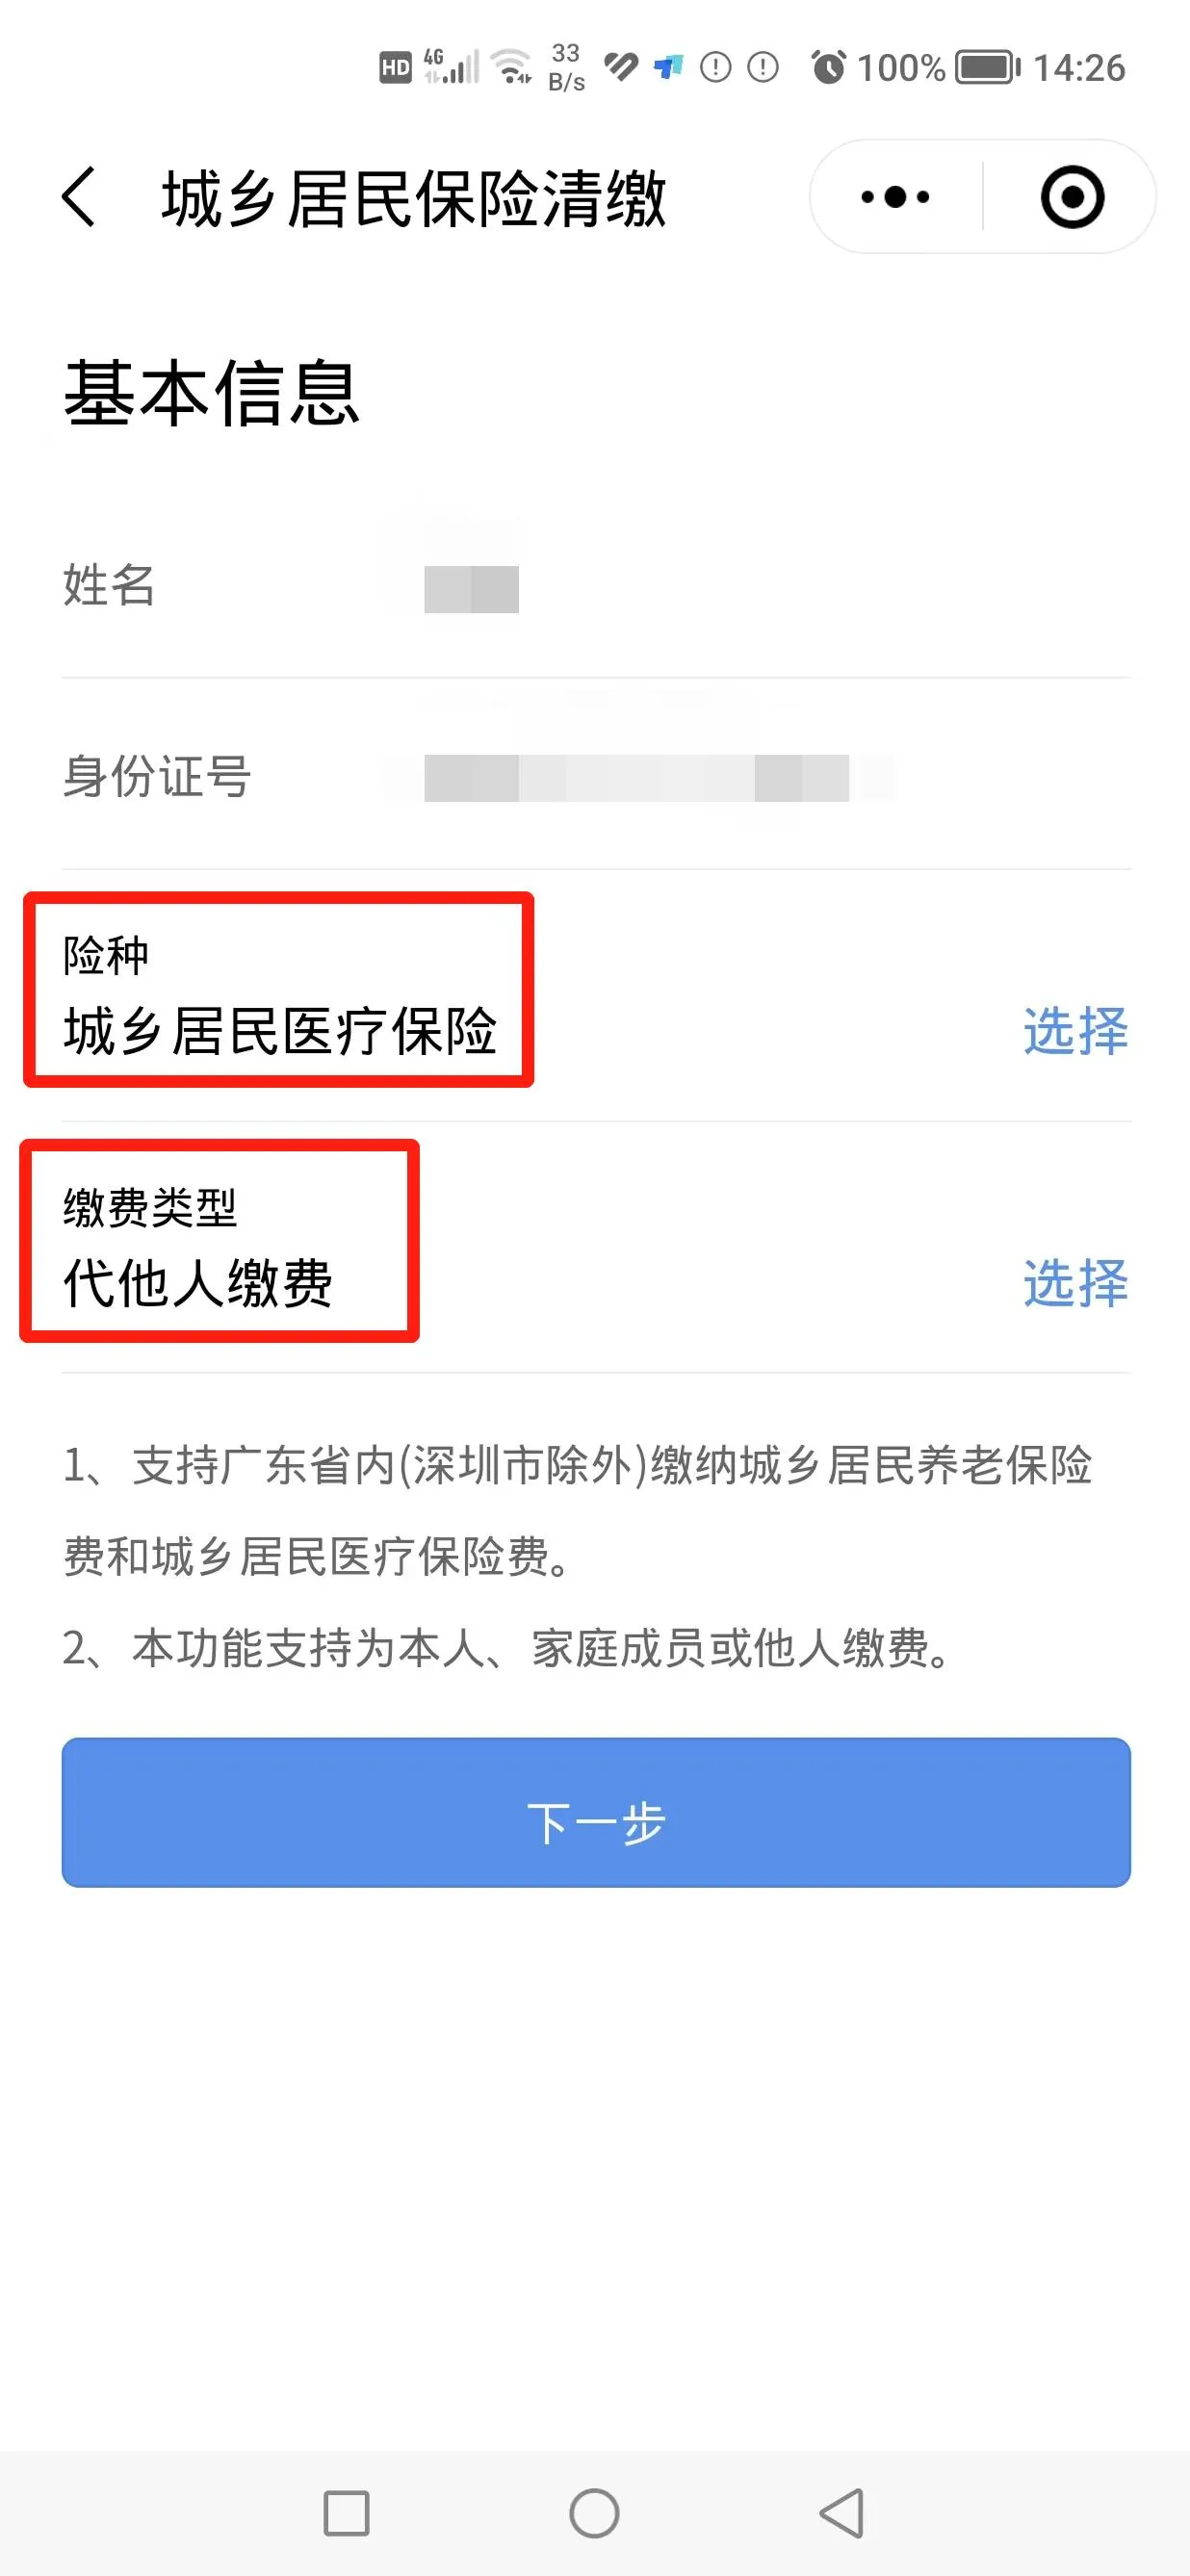 HD 4G 33 B/s 100% 14:26
城乡居民保险清缴
基本信息
姓名
身份证号
险种
城乡居民医疗保险
选择
缴费类型
代他人缴费
选择
1、支持广东省内(深圳市除外)缴纳城乡居民养老保险
费和城乡居民医疗保险费。
2、本功能支持为本人、家庭成员或他人缴费。
下一步